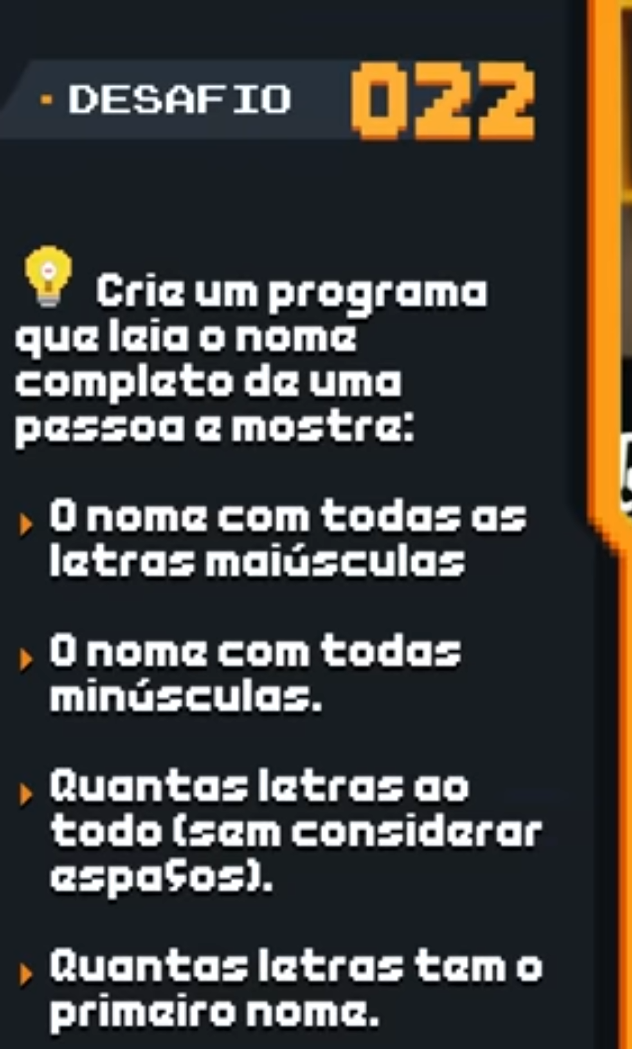 DESAFIO 022
Crie um programa
que leia o nome
completo de uma
pessoa e mostre:
O nome com todas as
letras maiúsculas
O nome com todas
minúsculas.
Quantas letras ao
todo (sem considerar
espaços).
Quantas letras tem o
primeiro nome.